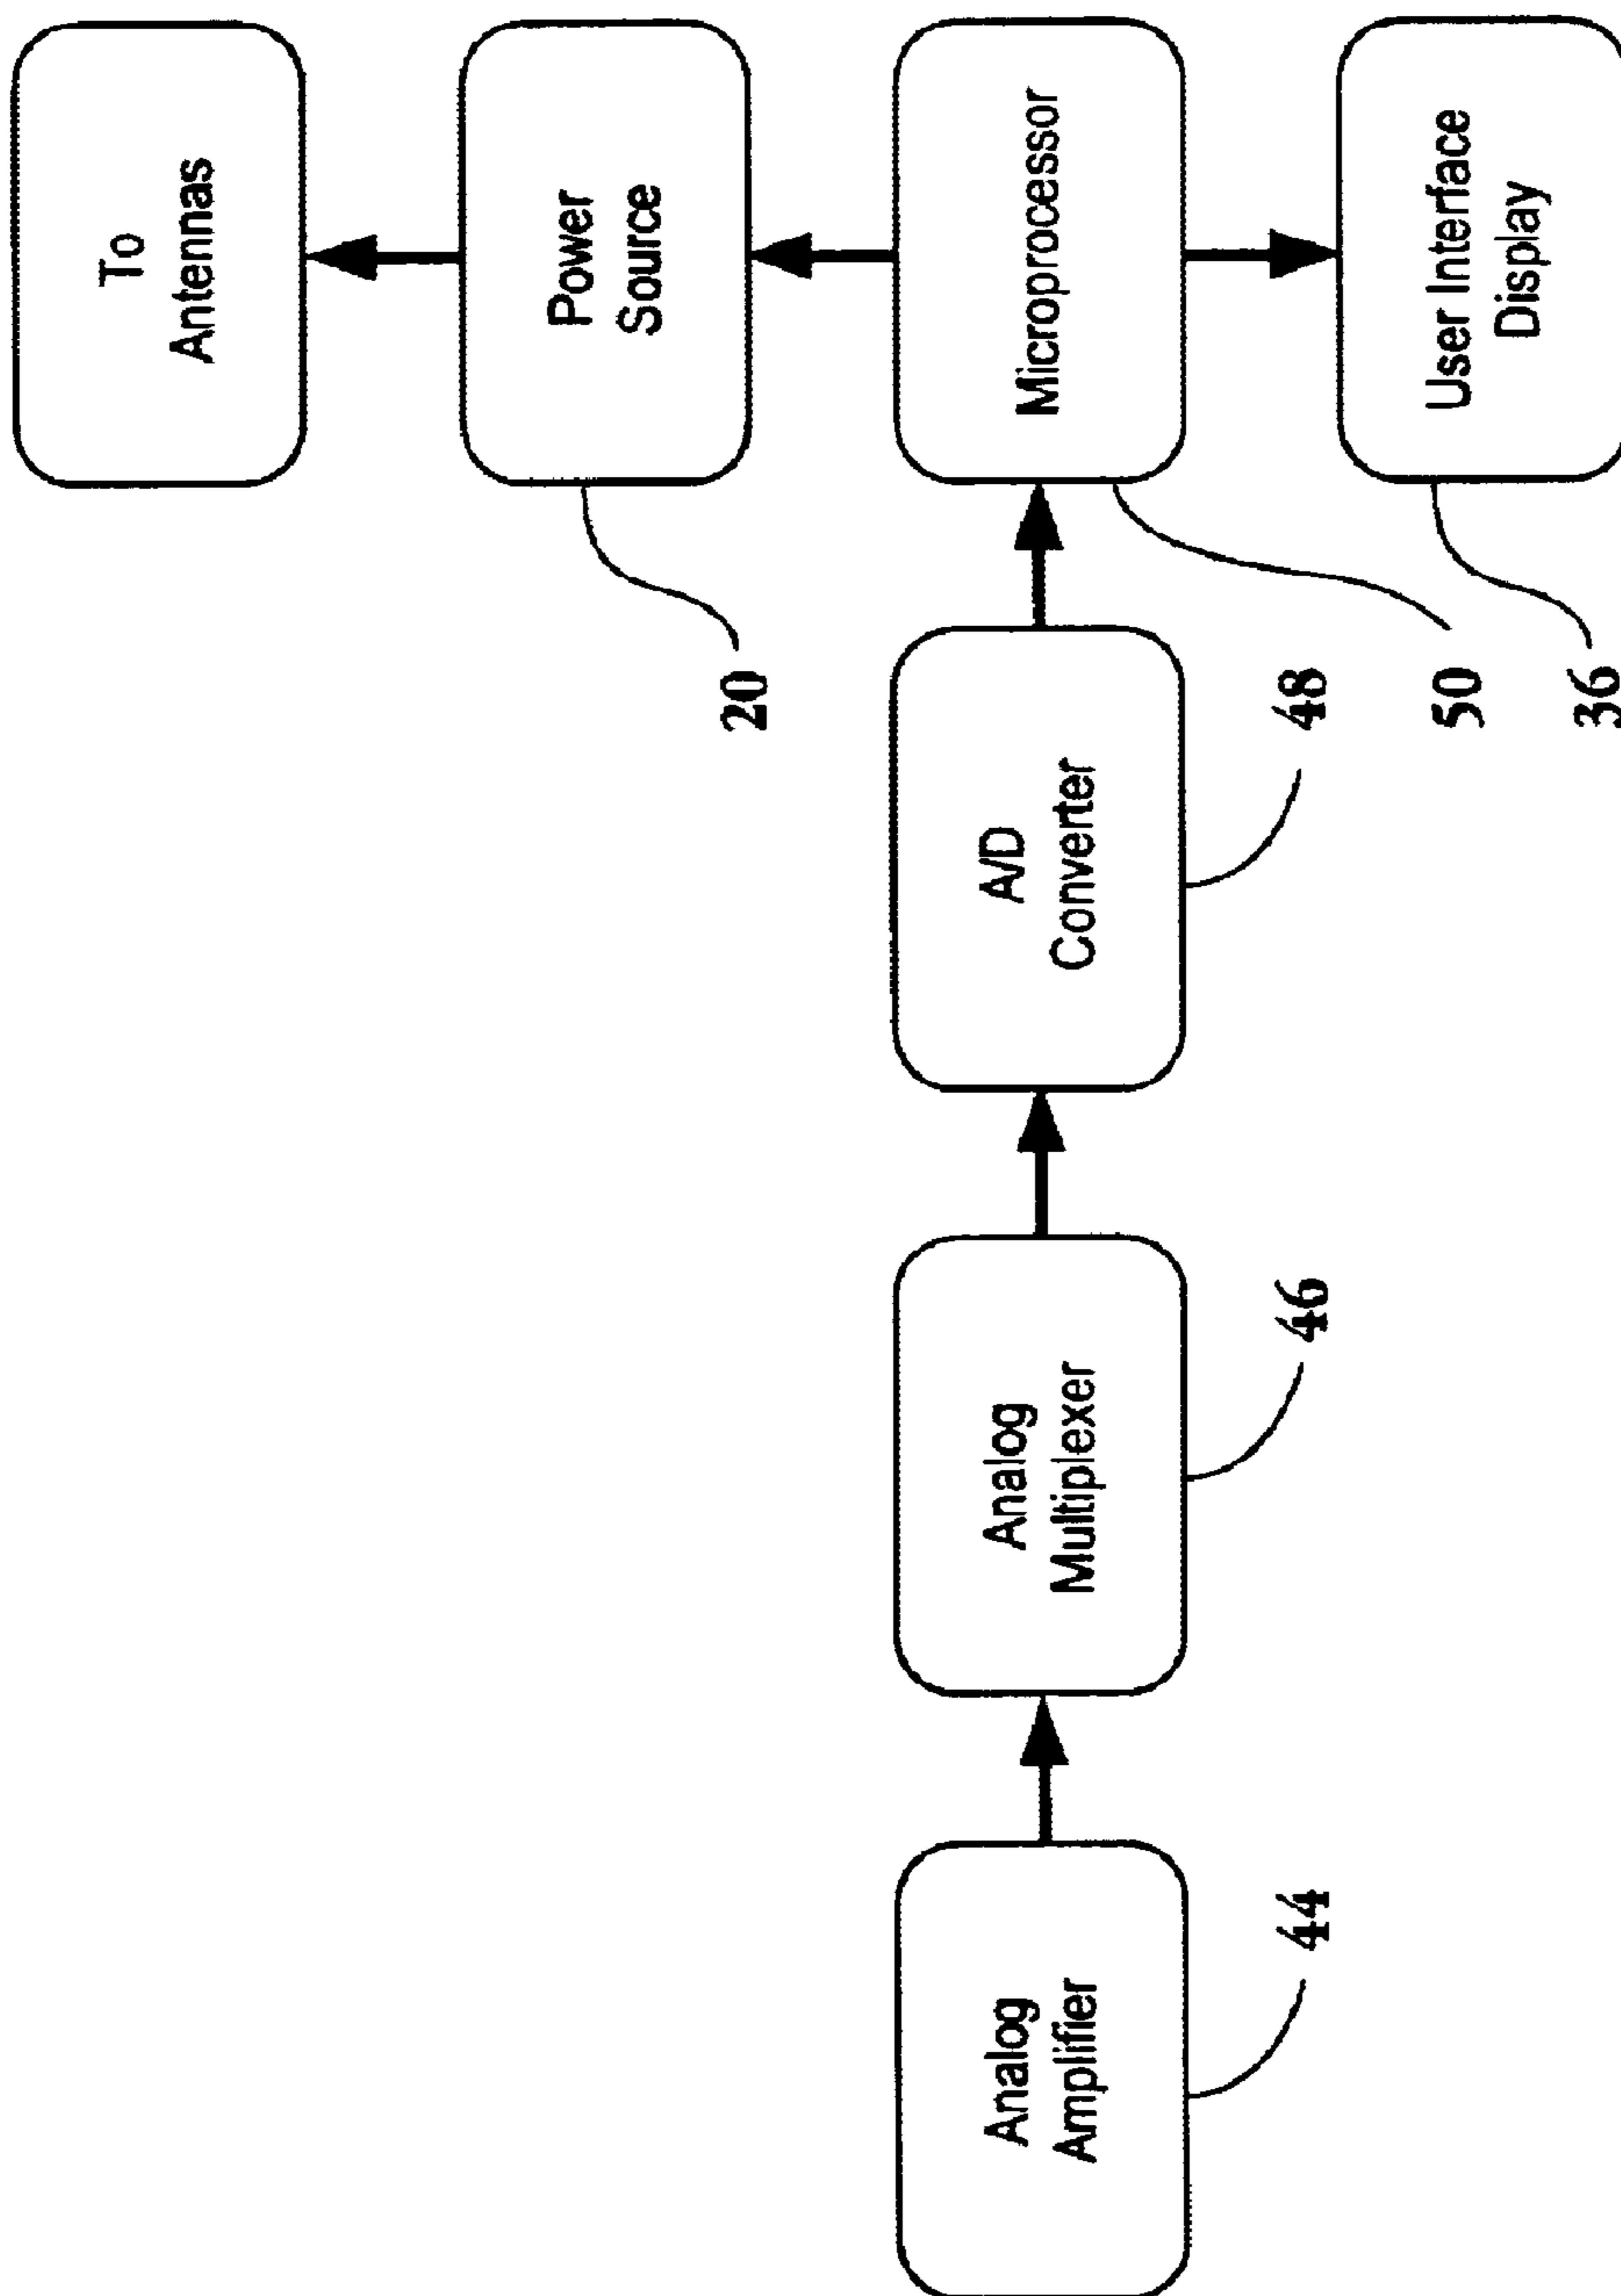 To
Antennas
Power
Source
20
Analog
Amplifier
44
Analog
Multiplexer
46
A/D
Converter
48
Microprocessor
50
User Interface
Display
36